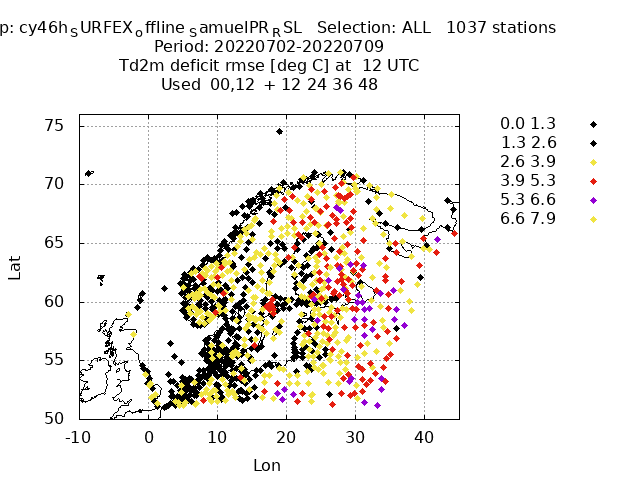 p: cy46hSURFEXoffline SamuelPRRSL Selection: ALL 1037 stations
Period: 20220702-20220709
Td2m deficit rmse [deg C] at 12 UTC
Used 00,12 + 12 24 36 48
0.0 1.3
1.3 2.6
2.6 3.9
3.9 5.3
5.3 6.6
6.6 7.9
75
70
65
60
55
50
Lat
-10 0 10 20 30 40
Lon